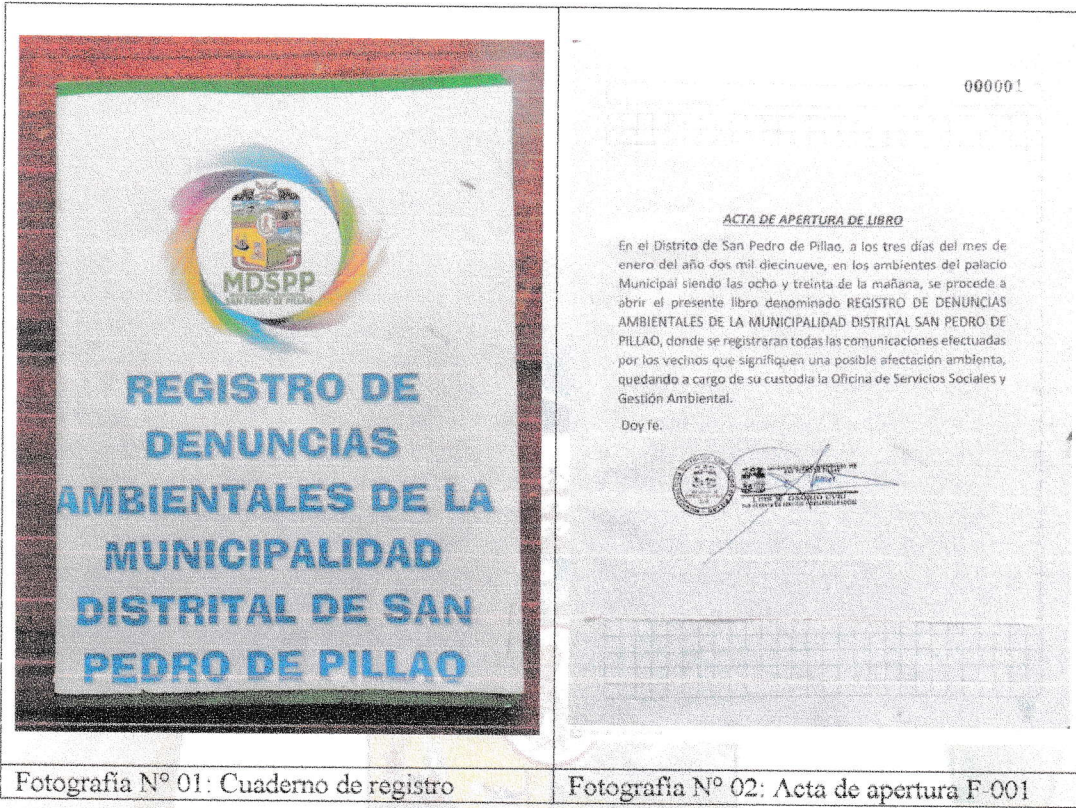 MDSPP
SAN PEDRO DE PILLAO
REGISTRO DE
DENUNCIAS
AMBIENTALES DE LA
MUNICIPALIDAD
DISTRITAL DE SAN
PEDRO DE PILLAO
Fotografía N° 01: Cuaderno de registro
000001
ACTA DE APERTURA DE LIBRO
En el Distrito de San Pedro de Pillao, a los tres días del mes de
enero del año dos mil diecinueve, en los ambientes del palacio
Municipal siendo las ocho y treinta de la mañana, se procede a
abrir el presente libro denominado REGISTRO DE DENUNCIAS
AMBIENTALES DE LA MUNICIPALIDAD DISTRITAL SAN PEDRO DE
PILLAO, donde se registraran todas las comunicaciones efectuadas
por los vecinos que signifiquen una posible afectación ambienta,
quedando a cargo de su custodia la Oficina de Servicios Sociales y
Gestión Ambiental.
Doy fe.
Fotografía N° 02: Acta de apertura F-001